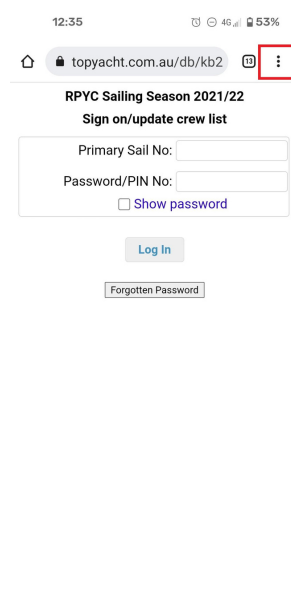 12:35 4G 53%
topyacht.com.au/db/kb2 13
RPYC Sailing Season 2021/22
Sign on/update crew list
Primary Sail No:
Password/PIN No:
Show password
Log In
Forgotten Password